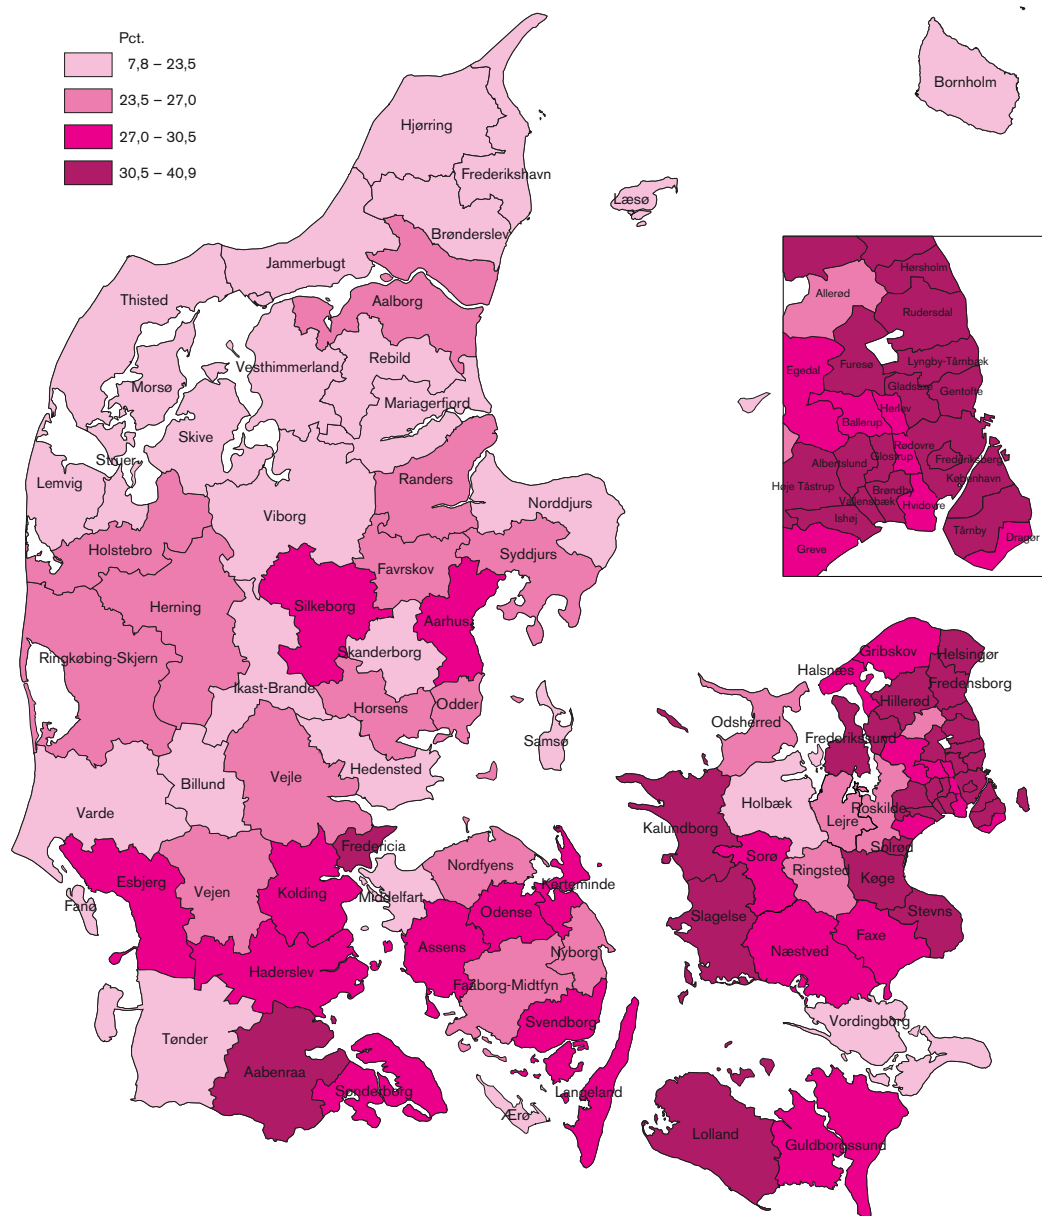 Pct.
7,8 – 23,5
23,5 – 27,0
27,0 – 30,5
30,5 – 40,9
Bornholm
Hjørring
Frederikshavn
Læsø
Brønderslev
Jammerbugt
Thisted
Aalborg
Rebild
Vesthimmerland
Morsø
Mariagerfjord
Skive
Struer
Lemvig
Randers
Norddjurs
Viborg
Holstebro
Syddjurs
Favrskov
Herning
Silkeborg
Aarhus
Skanderborg
Ringkøbing-Skjern
Ikast-Brande
Horsens
Odder
Samsø
Hedensted
Vejle
Billund
Varde
Fredericia
Esbjerg
Vejen
Kolding
Middelfart
Fanø
Nordfyens
Kerteminde
Odense
Assens
Nyborg
Haderslev
Faaborg-Midtfyn
Svendborg
Tønder
Aabenraa
Sønderborg
Langeland
Ærø
Hørsholm
Allerød
Rudersdal
Egedal
Furesø
Lyngby-Tårnbæk
Gladsaxe
Gentofte
Herlev
Ballerup
Rødovre
Glostrup
Albertslund
Frederiksberg
København
Høje Tåstrup
Brøndby
Vallensbæk
Hvidovre
Ishøj
Tårnby
Dragør
Greve
Gribskov
Helsingør
Halsnæs
Fredensborg
Hillerød
Odsherred
Frederikssund
Holbæk
Roskilde
Lejre
Kalundborg
Solrød
Sorø
Ringsted
Køge
Slagelse
Stevns
Faxe
Næstved
Vordingborg
Lolland
Guldborgssund